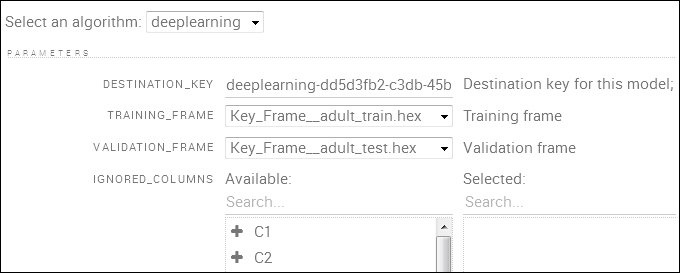 Select an algorithm: deeplearning
PARAMETERS
DESTINATION_KEY deeplearning-dd5d3fb2-c3db-45b Destination key for this model;
TRAINING_FRAME Key_Frame__adult_train.hex Training frame
VALIDATION_FRAME Key_Frame__adult_test.hex Validation frame
IGNORED_COLUMNS Available: Selected:
Search... Search...
C1
C2